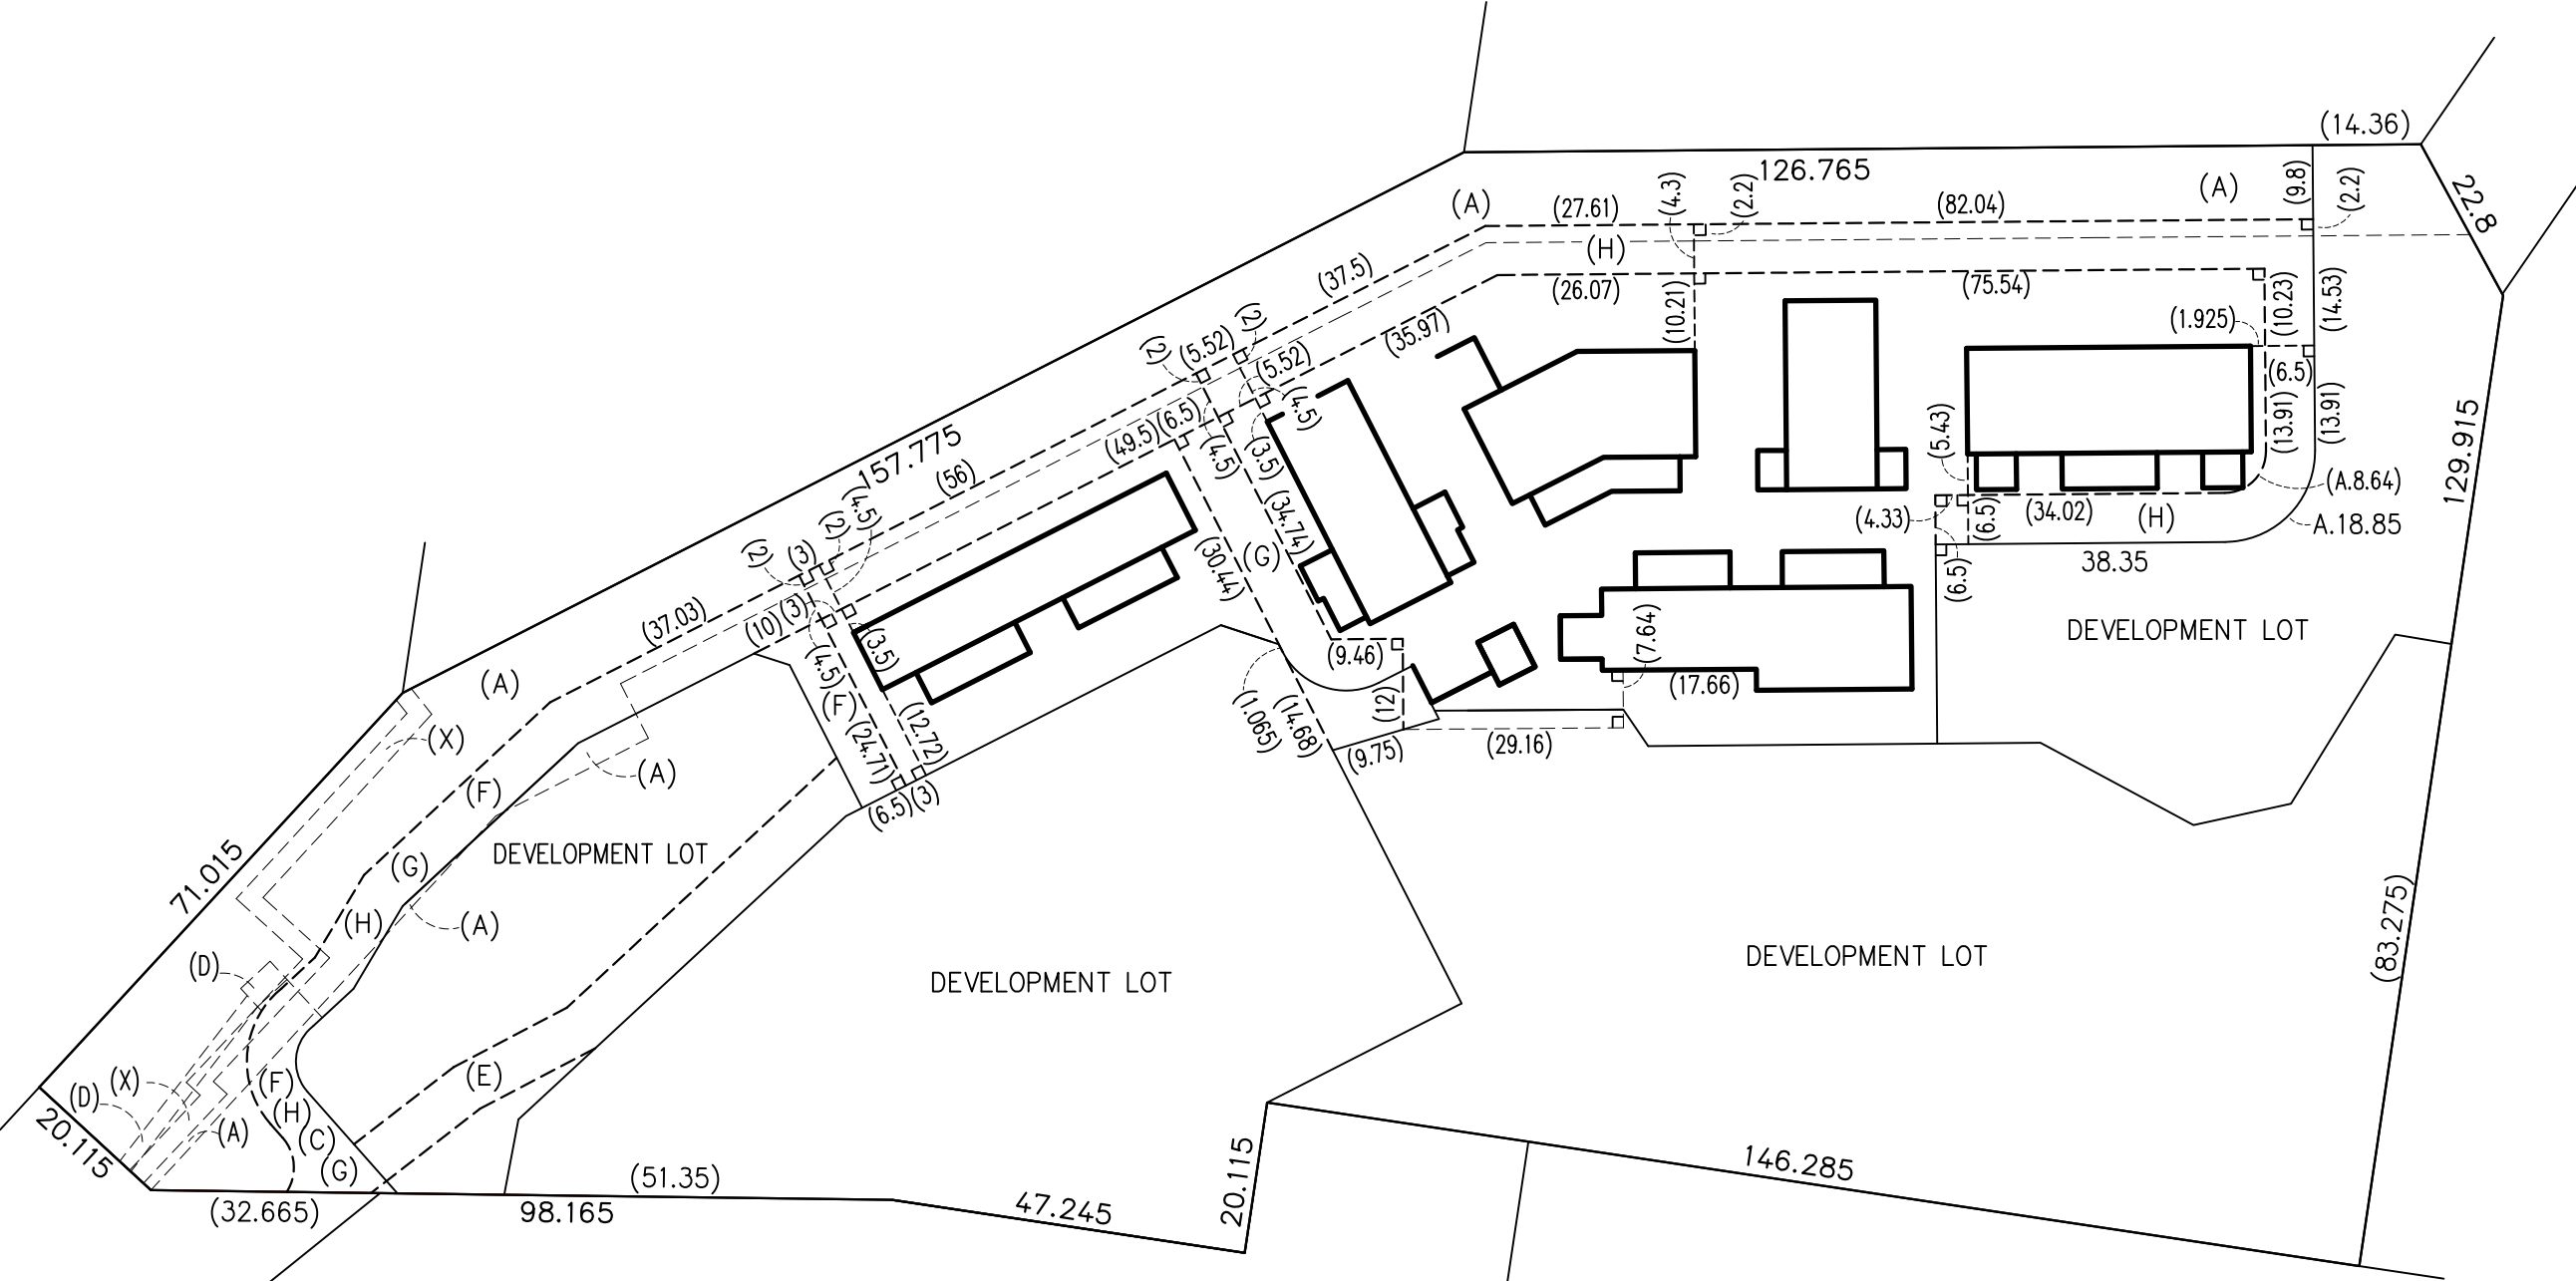 (14.36)
126.765
(9.8)
(2.2)
22.8
(A)
(27.61)
(4.3)
(2.2)
(82.04)
(A)
(H)
(37.5)
(26.07)
(10.21)
(75.54)
(10.23)
(14.53)
(1.925)
(2)
(5.52)
(2)
(5.52)
(35.97)
(6.5)
(4.5)
(13.91)
(13.91)
(5.43)
129.915
157.775
(49.5)
(6.5)
(4.5)
(3.5)
(56)
(A.8.64)
(4.33)
(6.5)
(34.02)
(H)
A.18.85
38.35
(6.5)
(4.5)
(2)
(3)
(2)
(34.74)
(G)
(30.44)
(37.03)
(10)
(3)
(3.5)
(4.5)
(7.64)
DEVELOPMENT LOT
(9.46)
(17.66)
(A)
(F)
(12.72)
(24.71)
(12)
(1.065)
(14.68)
(9.75)
(29.16)
(X)
(A)
(F)
(6.5)
(3)
DEVELOPMENT LOT
(G)
71.015
(H)
(A)
(83.275)
DEVELOPMENT LOT
(D)
DEVELOPMENT LOT
(E)
(X)
(D)
(F)
(H)
(C)
(G)
(A)
20.115
(32.665)
98.165
(51.35)
47.245
20.115
146.285